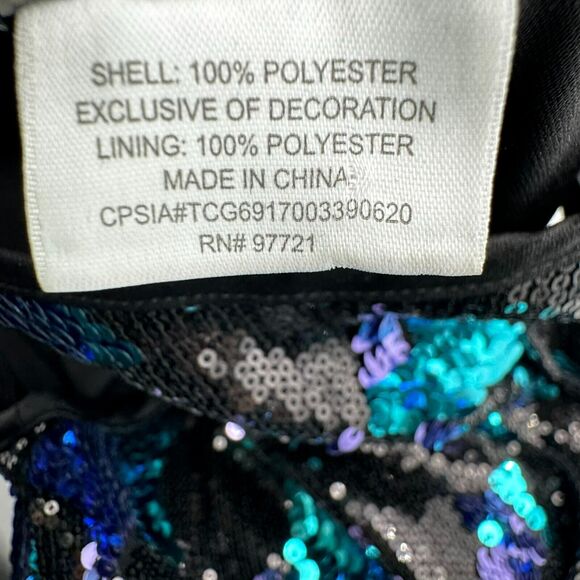 SHELL: 100% POLYESTER
EXCLUSIVE OF DECORATION
LINING: 100% POLYESTER
MADE IN CHINA
CPSIA#TCG6917003390620
RN# 97721